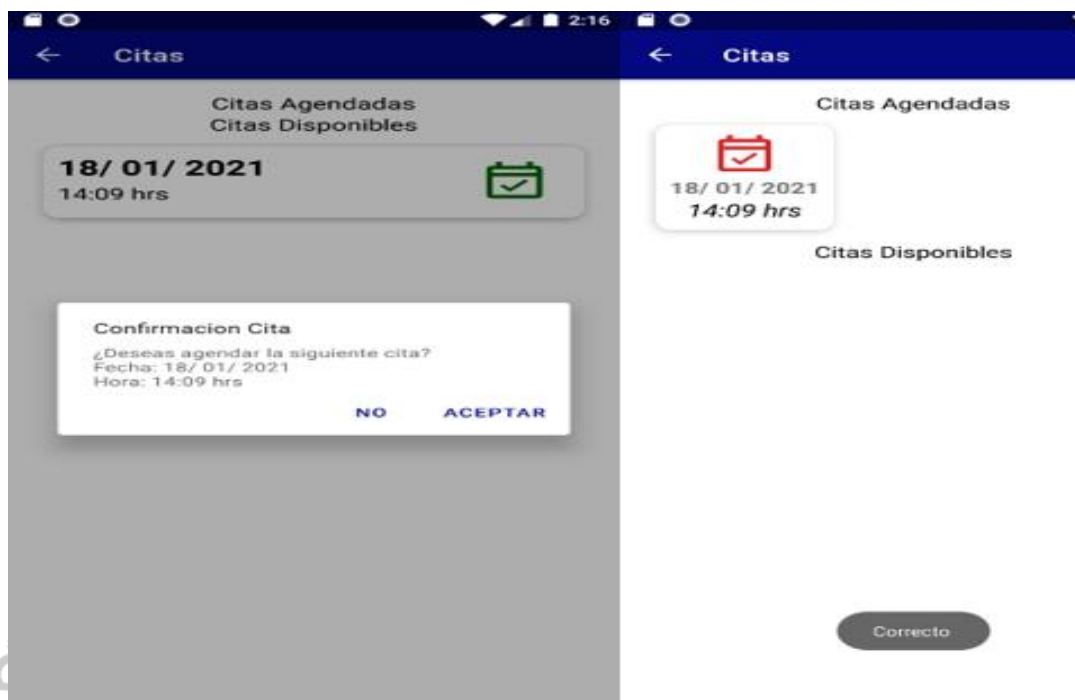 2:16
Citas
Citas Agendadas
Citas Disponibles
18/ 01/ 2021
14:09 hrs
Confirmacion Cita
¿Deseas agendar la siguiente cita?
Fecha: 18/ 01/ 2021
Hora: 14:09 hrs
NO ACEPTAR
Citas
Citas Agendadas
18/ 01/ 2021
14:09 hrs
Citas Disponibles
Correcto